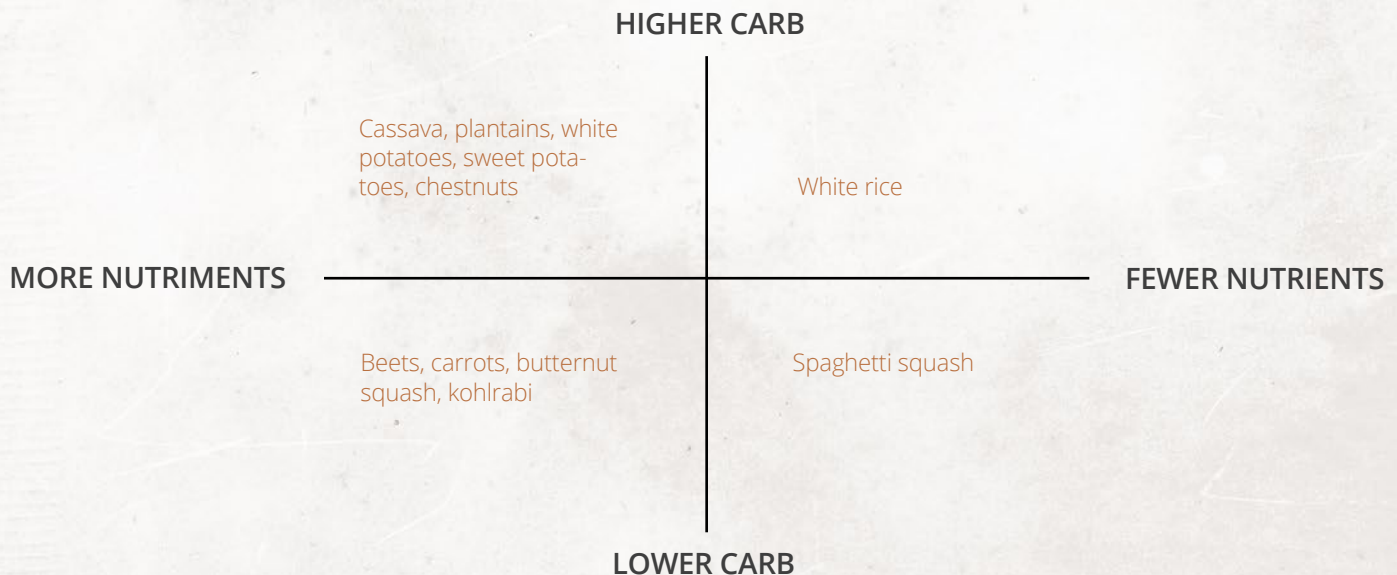 HIGHER CARB
Cassava, plantains, white
potatoes, sweet pota-
toes, chestnuts
White rice
MORE NUTRIMENTS
FEWER NUTRIENTS
Beets, carrots, butternut
squash, kohlrabi
Spaghetti squash
LOWER CARB